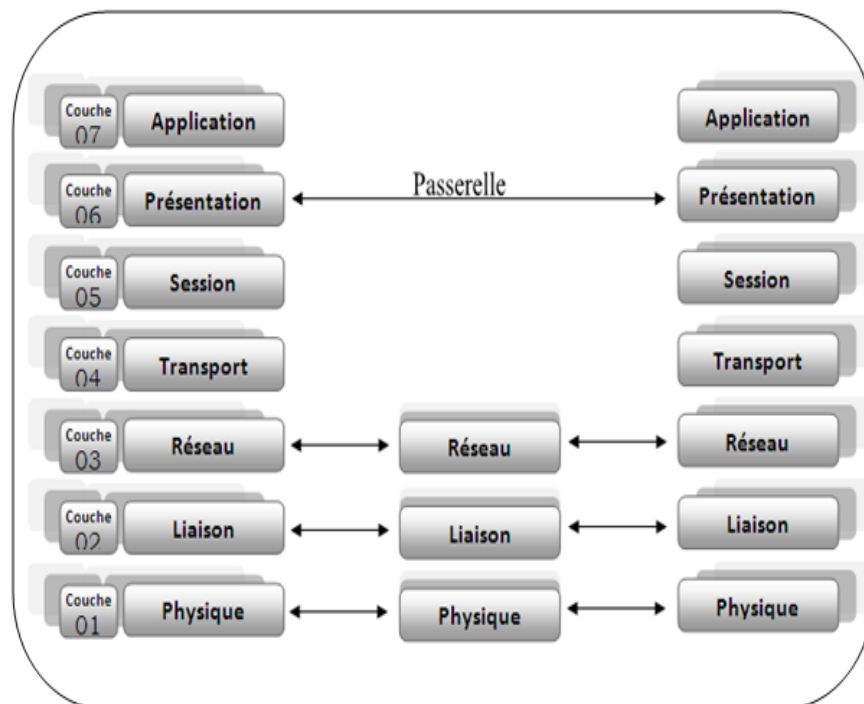 Couche
07
Application
Application
Couche
06
Présentation
Passerelle
Présentation
Couche
05
Session
Session
Couche
04
Transport
Transport
Couche
03
Réseau
Réseau
Réseau
Couche
02
Liaison
Liaison
Liaison
Couche
01
Physique
Physique
Physique